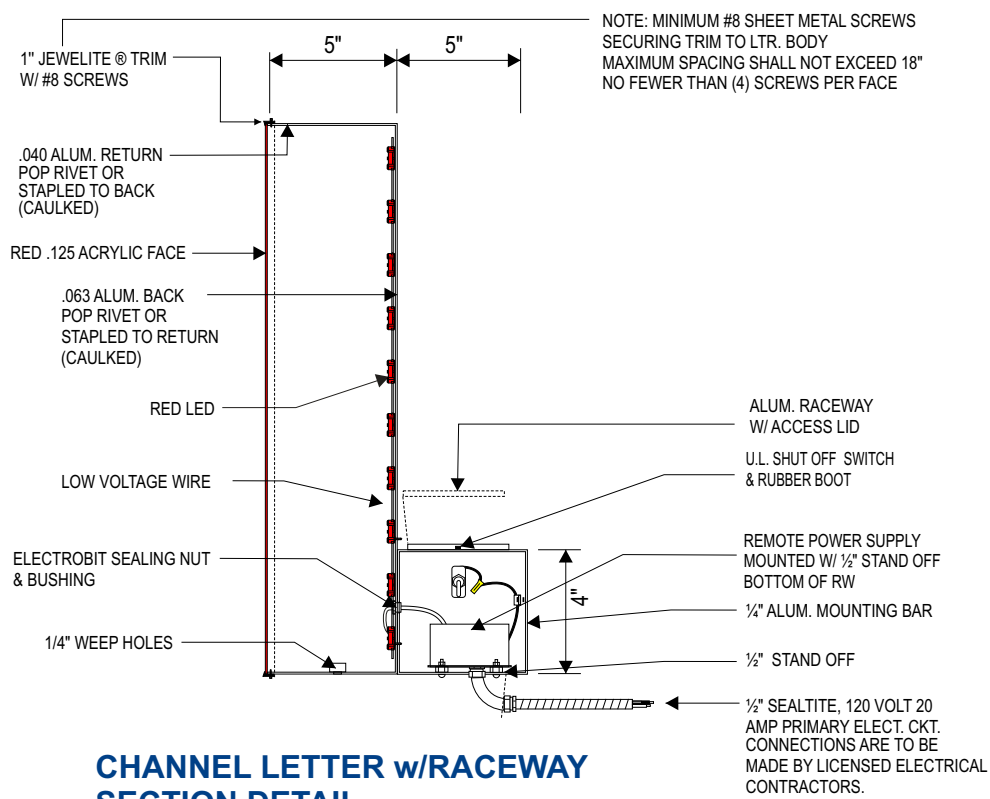 NOTE: MINIMUM #8 SHEET METAL SCREWS
SECURING TRIM TO LTR. BODY
MAXIMUM SPACING SHALL NOT EXCEED 18"
NO FEWER THAN (4) SCREWS PER FACE
5"
5"
1" JEWELITE ® TRIM
W/ #8 SCREWS
.040 ALUM. RETURN
POP RIVET OR
STAPLED TO BACK
(CAULKED)
RED .125 ACRYLIC FACE
.063 ALUM. BACK
POP RIVET OR
STAPLED TO RETURN
(CAULKED)
RED LED
LOW VOLTAGE WIRE
ELECTROBIT SEALING NUT
& BUSHING
1/4" WEEP HOLES
ALUM. RACEWAY
W/ ACCESS LID
U.L. SHUT OFF SWITCH
& RUBBER BOOT
REMOTE POWER SUPPLY
MOUNTED W/ ½" STAND OFF
BOTTOM OF RW
4"
¼" ALUM. MOUNTING BAR
½" STAND OFF
½" SEALTITE, 120 VOLT 20
AMP PRIMARY ELECT. CKT.
CONNECTIONS ARE TO BE
MADE BY LICENSED ELECTRICAL
CONTRACTORS.
CHANNEL LETTER w/RACEWAY
SECTION DETAIL